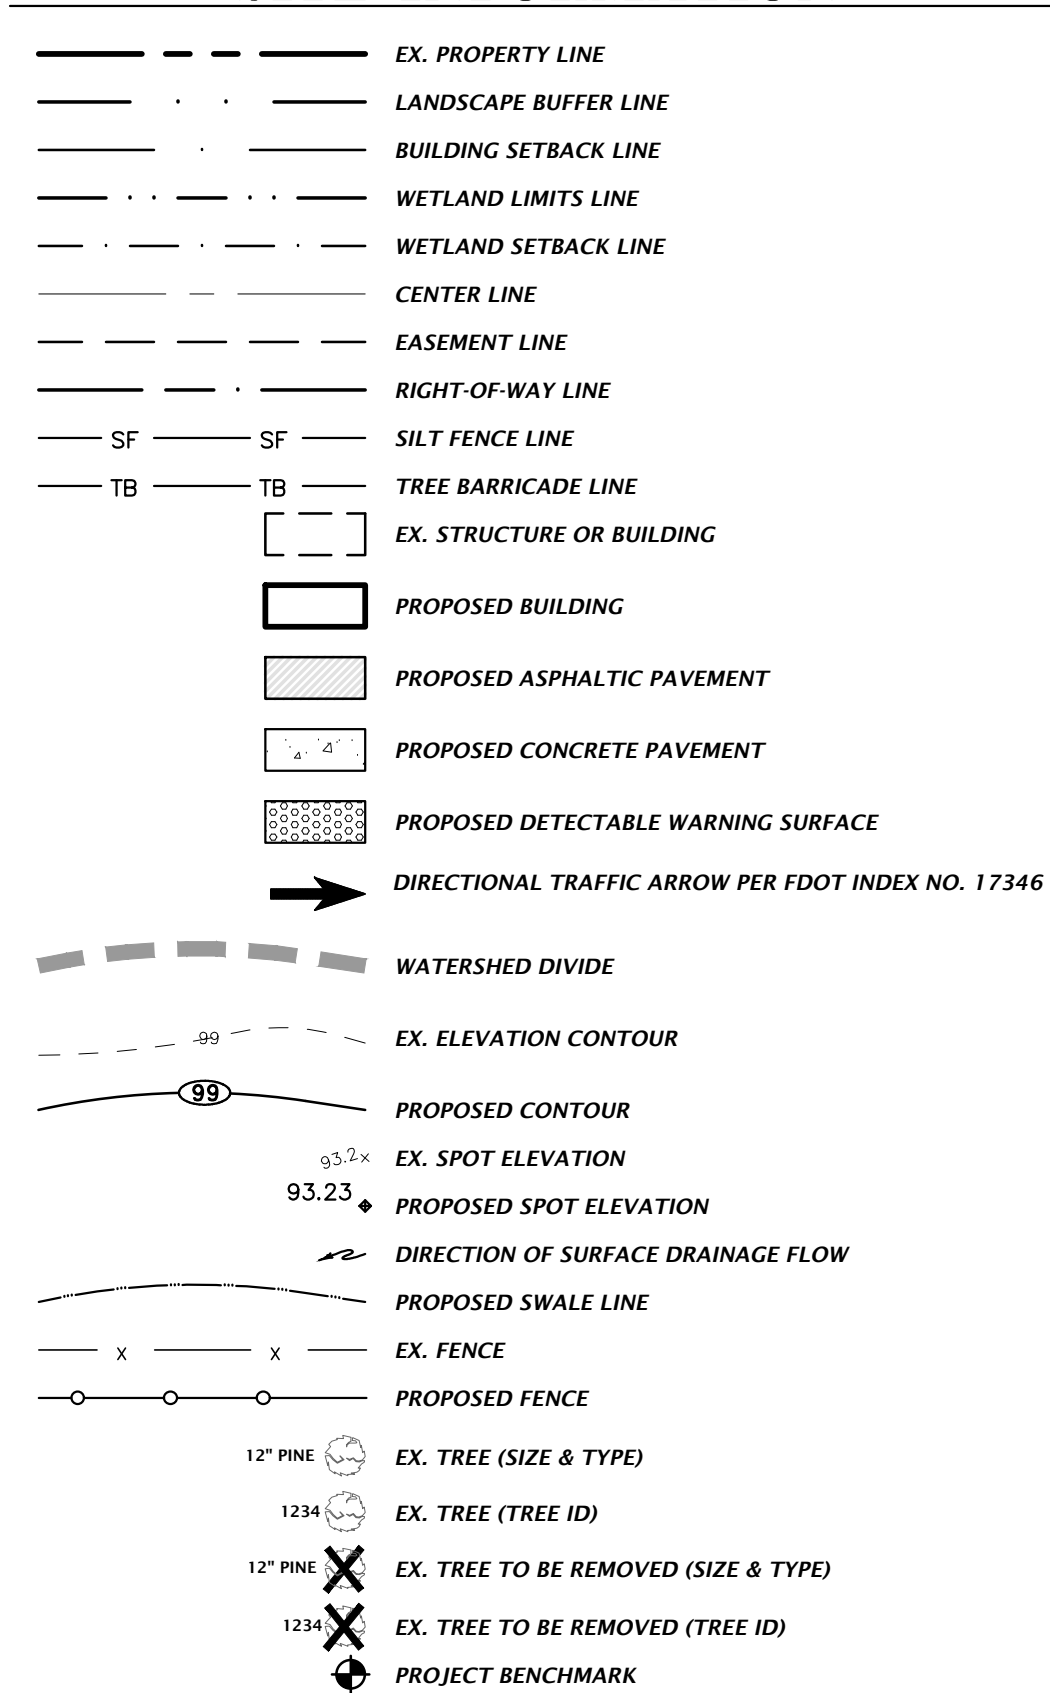 EX. PROPERTY LINE
LANDSCAPE BUFFER LINE
BUILDING SETBACK LINE
WETLAND LIMITS LINE
WETLAND SETBACK LINE
CENTER LINE
EASEMENT LINE
RIGHT-OF-WAY LINE
SF SF SILT FENCE LINE
TB TB TREE BARRICADE LINE
EX. STRUCTURE OR BUILDING
PROPOSED BUILDING
PROPOSED ASPHALTIC PAVEMENT
PROPOSED CONCRETE PAVEMENT
PROPOSED DETECTABLE WARNING SURFACE
DIRECTIONAL TRAFFIC ARROW PER FDOT INDEX NO. 17346
WATERSHED DIVIDE
99 EX. ELEVATION CONTOUR
99 PROPOSED CONTOUR
93.2x EX. SPOT ELEVATION
93.23 PROPOSED SPOT ELEVATION
DIRECTION OF SURFACE DRAINAGE FLOW
PROPOSED SWALE LINE
X X EX. FENCE
PROPOSED FENCE
12" PINE EX. TREE (SIZE & TYPE)
1234 EX. TREE (TREE ID)
12" PINE EX. TREE TO BE REMOVED (SIZE & TYPE)
1234 EX. TREE TO BE REMOVED (TREE ID)
PROJECT BENCHMARK